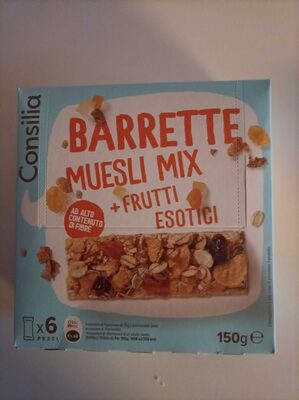 Consilia
BARRETTE
MUESLI MIX
+ FRUTTI
ESOTICI
AD ALTO
CONTENUTO
DI FIBRE
x6
PEZZI
150g e